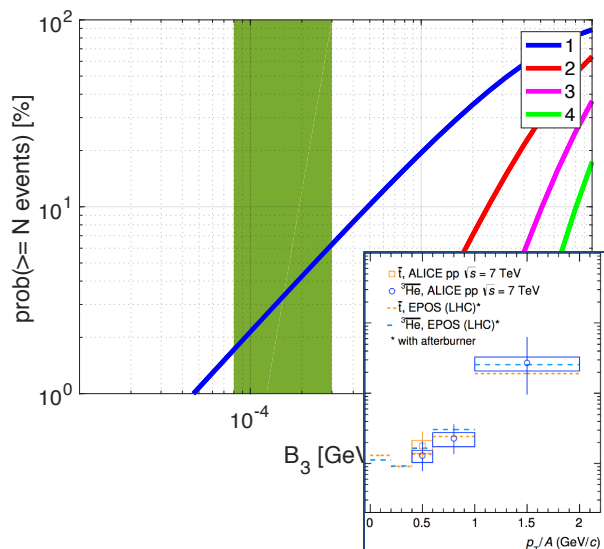 prob(>= N events) [%]
10^2
10^1
10^0
10^-4
B_3 [GeV
1
2
3
4
t̄, ALICE pp √s = 7 TeV
³H̅e̅, ALICE pp √s = 7 TeV
t̄, EPOS (LHC)*
³H̅e̅, EPOS (LHC)*
* with afterburner
0 0.5 1 1.5 2
p_T/A (GeV/c)